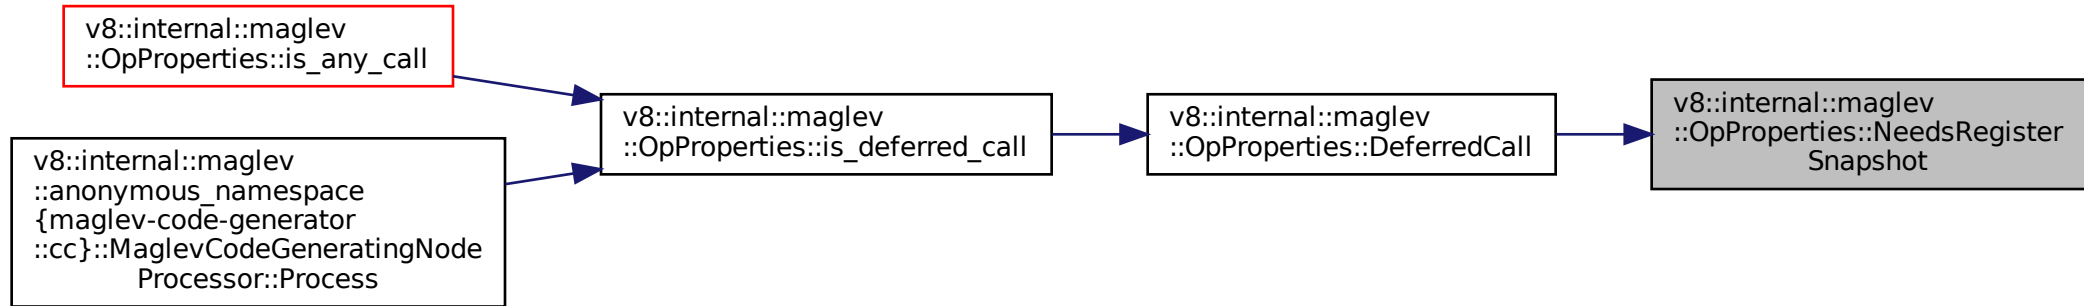 v8::internal::maglev
::OpProperties::is_any_call
v8::internal::maglev
::anonymous_namespace
{maglev-code-generator
::cc}::MaglevCodeGeneratingNode
Processor::Process
v8::internal::maglev
::OpProperties::is_deferred_call
v8::internal::maglev
::OpProperties::DeferredCall
v8::internal::maglev
::OpProperties::NeedsRegister
Snapshot